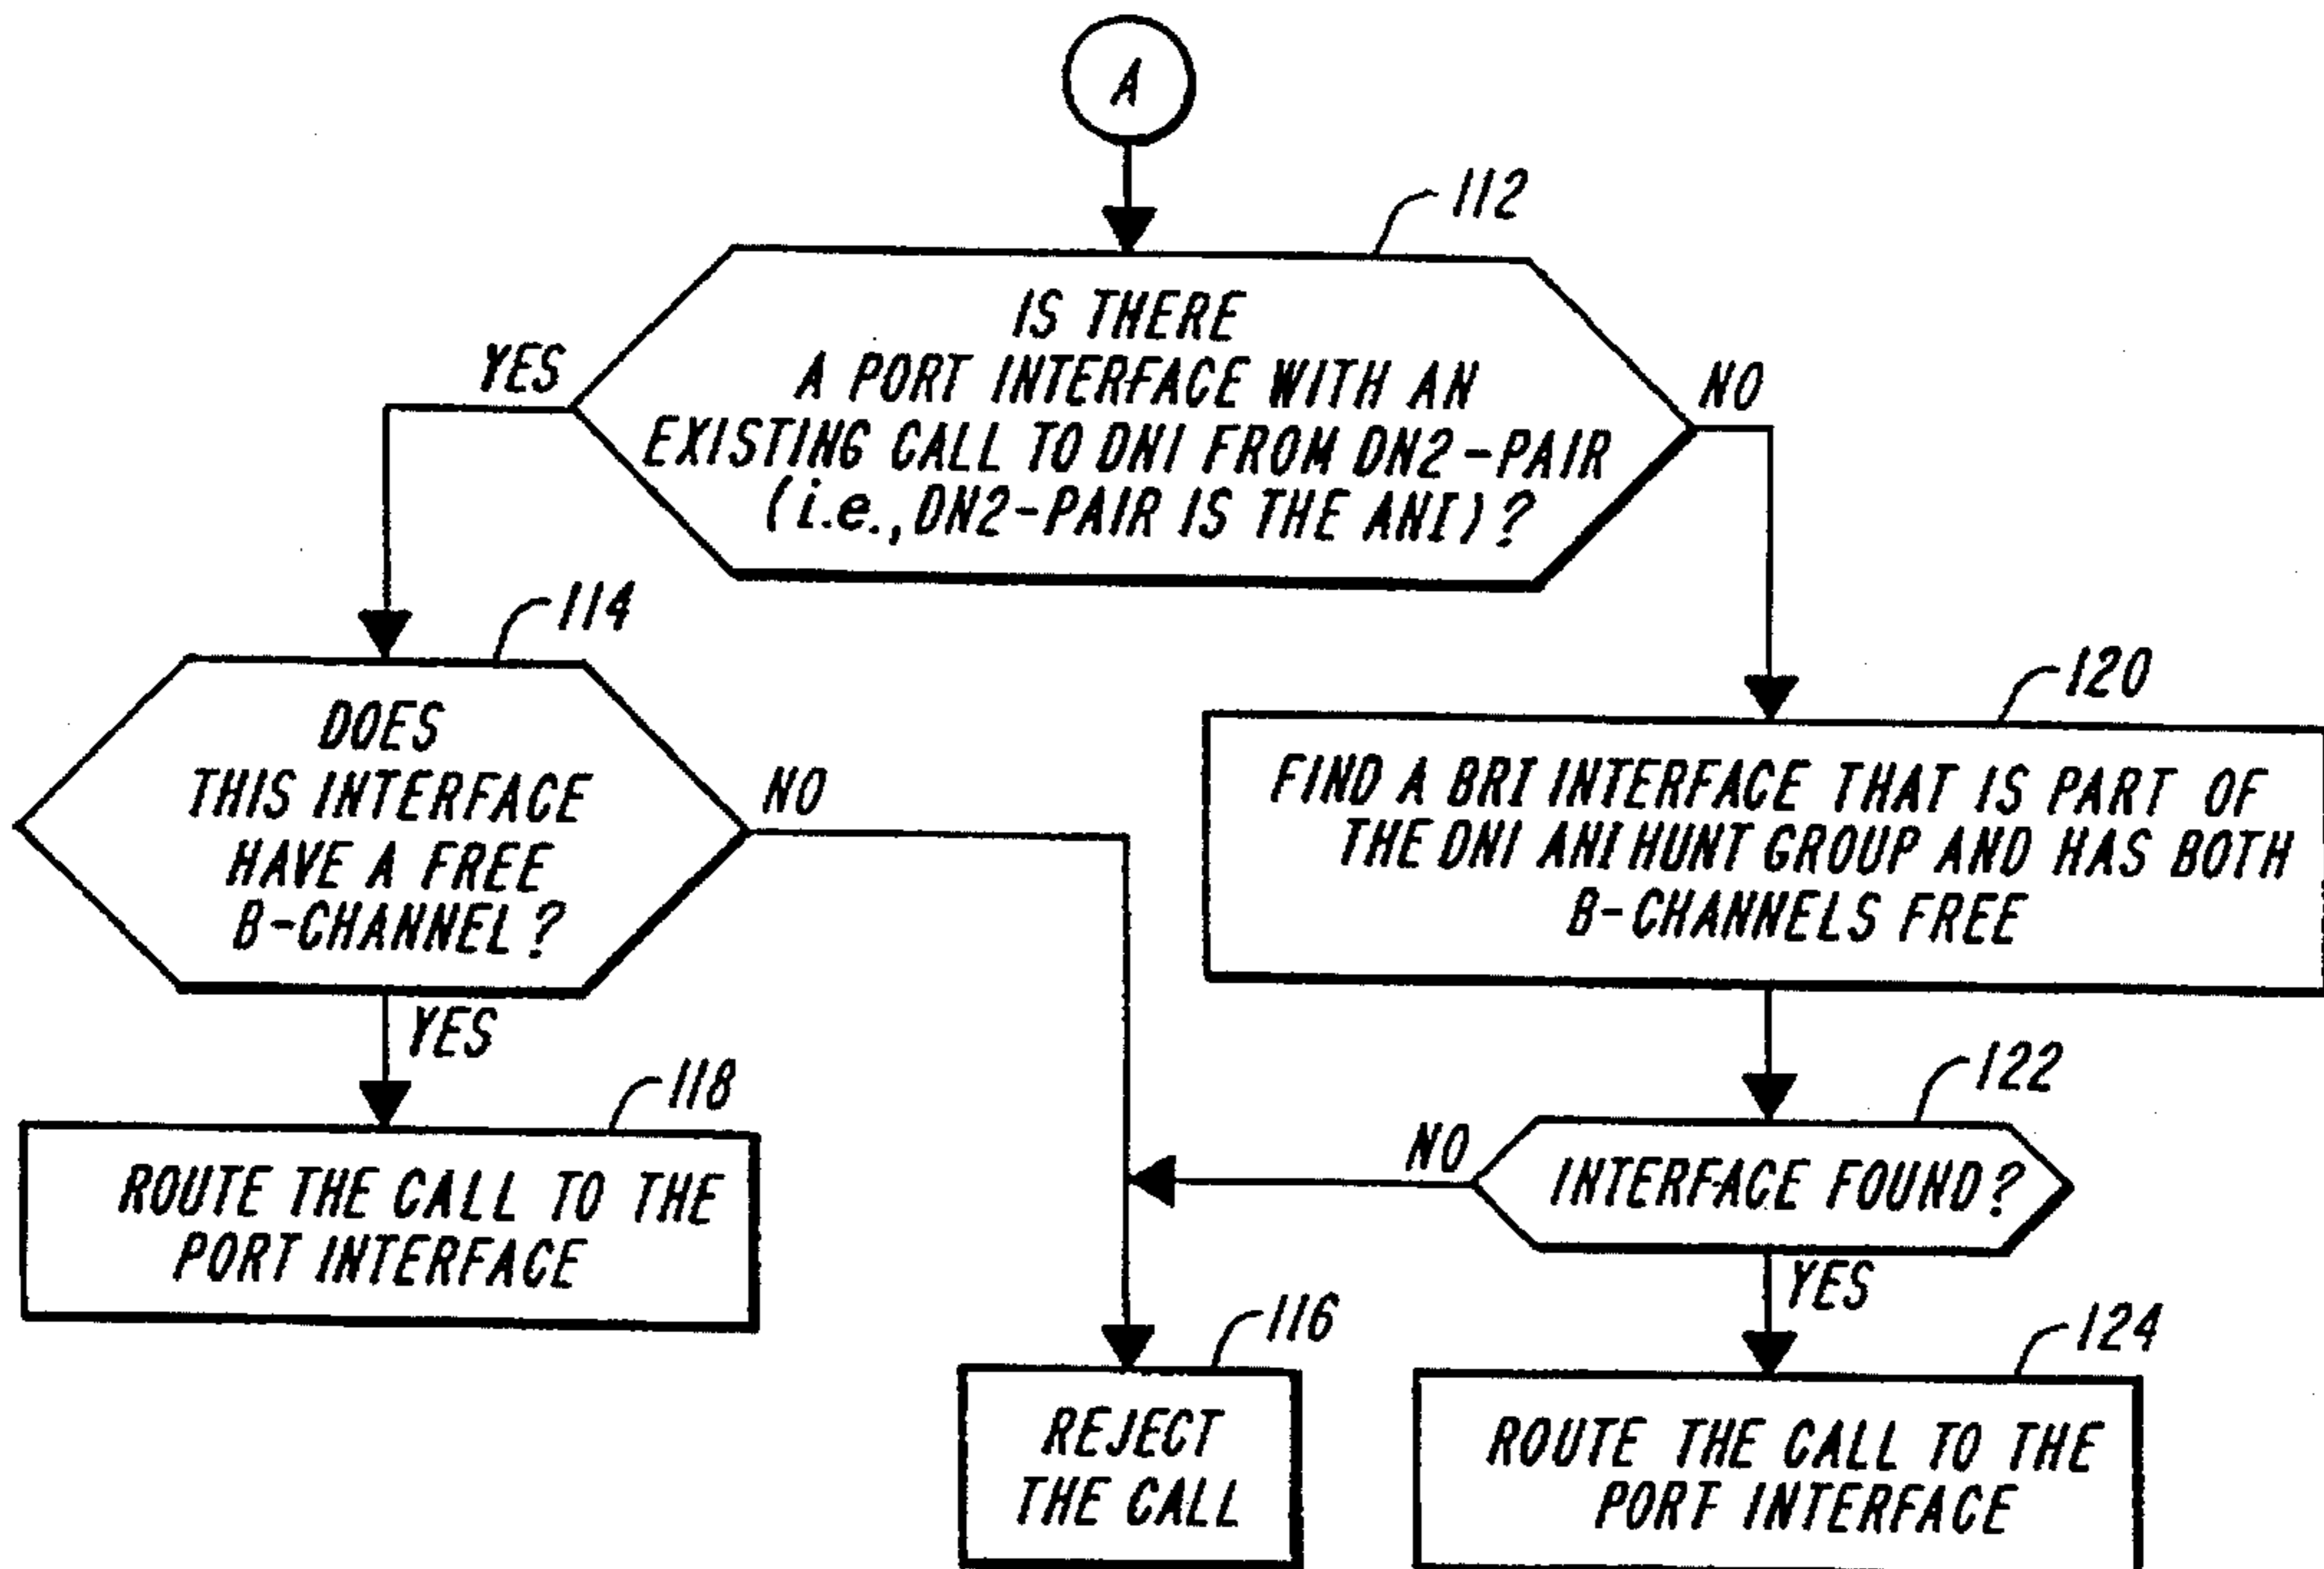 A
112
IS THERE
A PORT INTERFACE WITH AN
EXISTING CALL TO DN1 FROM DN2-PAIR
(i.e., DN2-PAIR IS THE ANI)?
YES
NO
114
DOES
THIS INTERFACE
HAVE A FREE
B-CHANNEL?
NO
YES
120
FIND A BRI INTERFACE THAT IS PART OF
THE DN1 ANI HUNT GROUP AND HAS BOTH
B-CHANNELS FREE
118
ROUTE THE CALL TO THE
PORT INTERFACE
122
NO
INTERFACE FOUND?
YES
116
REJECT
THE CALL
124
ROUTE THE CALL TO THE
PORT INTERFACE